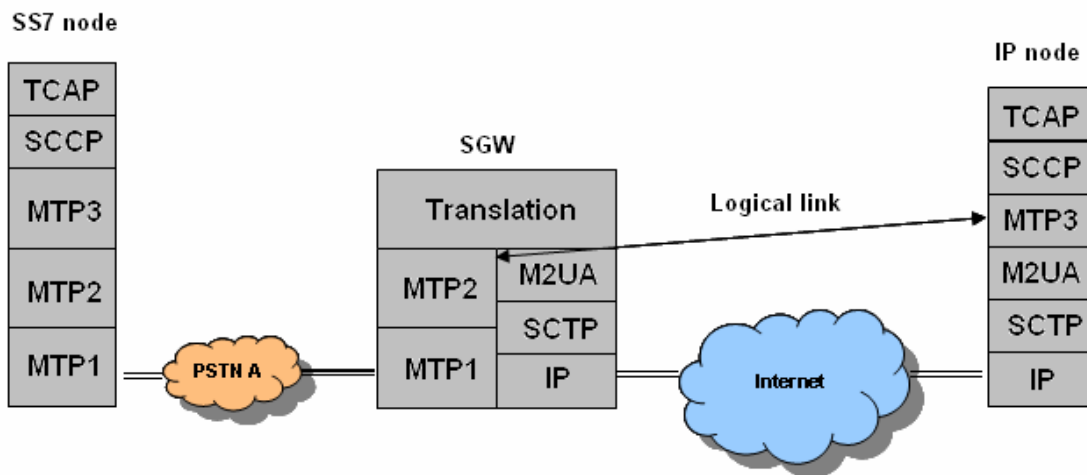 SS7 node
TCAP
SCCP
MTP3
MTP2
MTP1
PSTN A
SGW
Translation
MTP2
MTP1
M2UA
SCTP
IP
Logical link
Internet
IP node
TCAP
SCCP
MTP3
M2UA
SCTP
IP